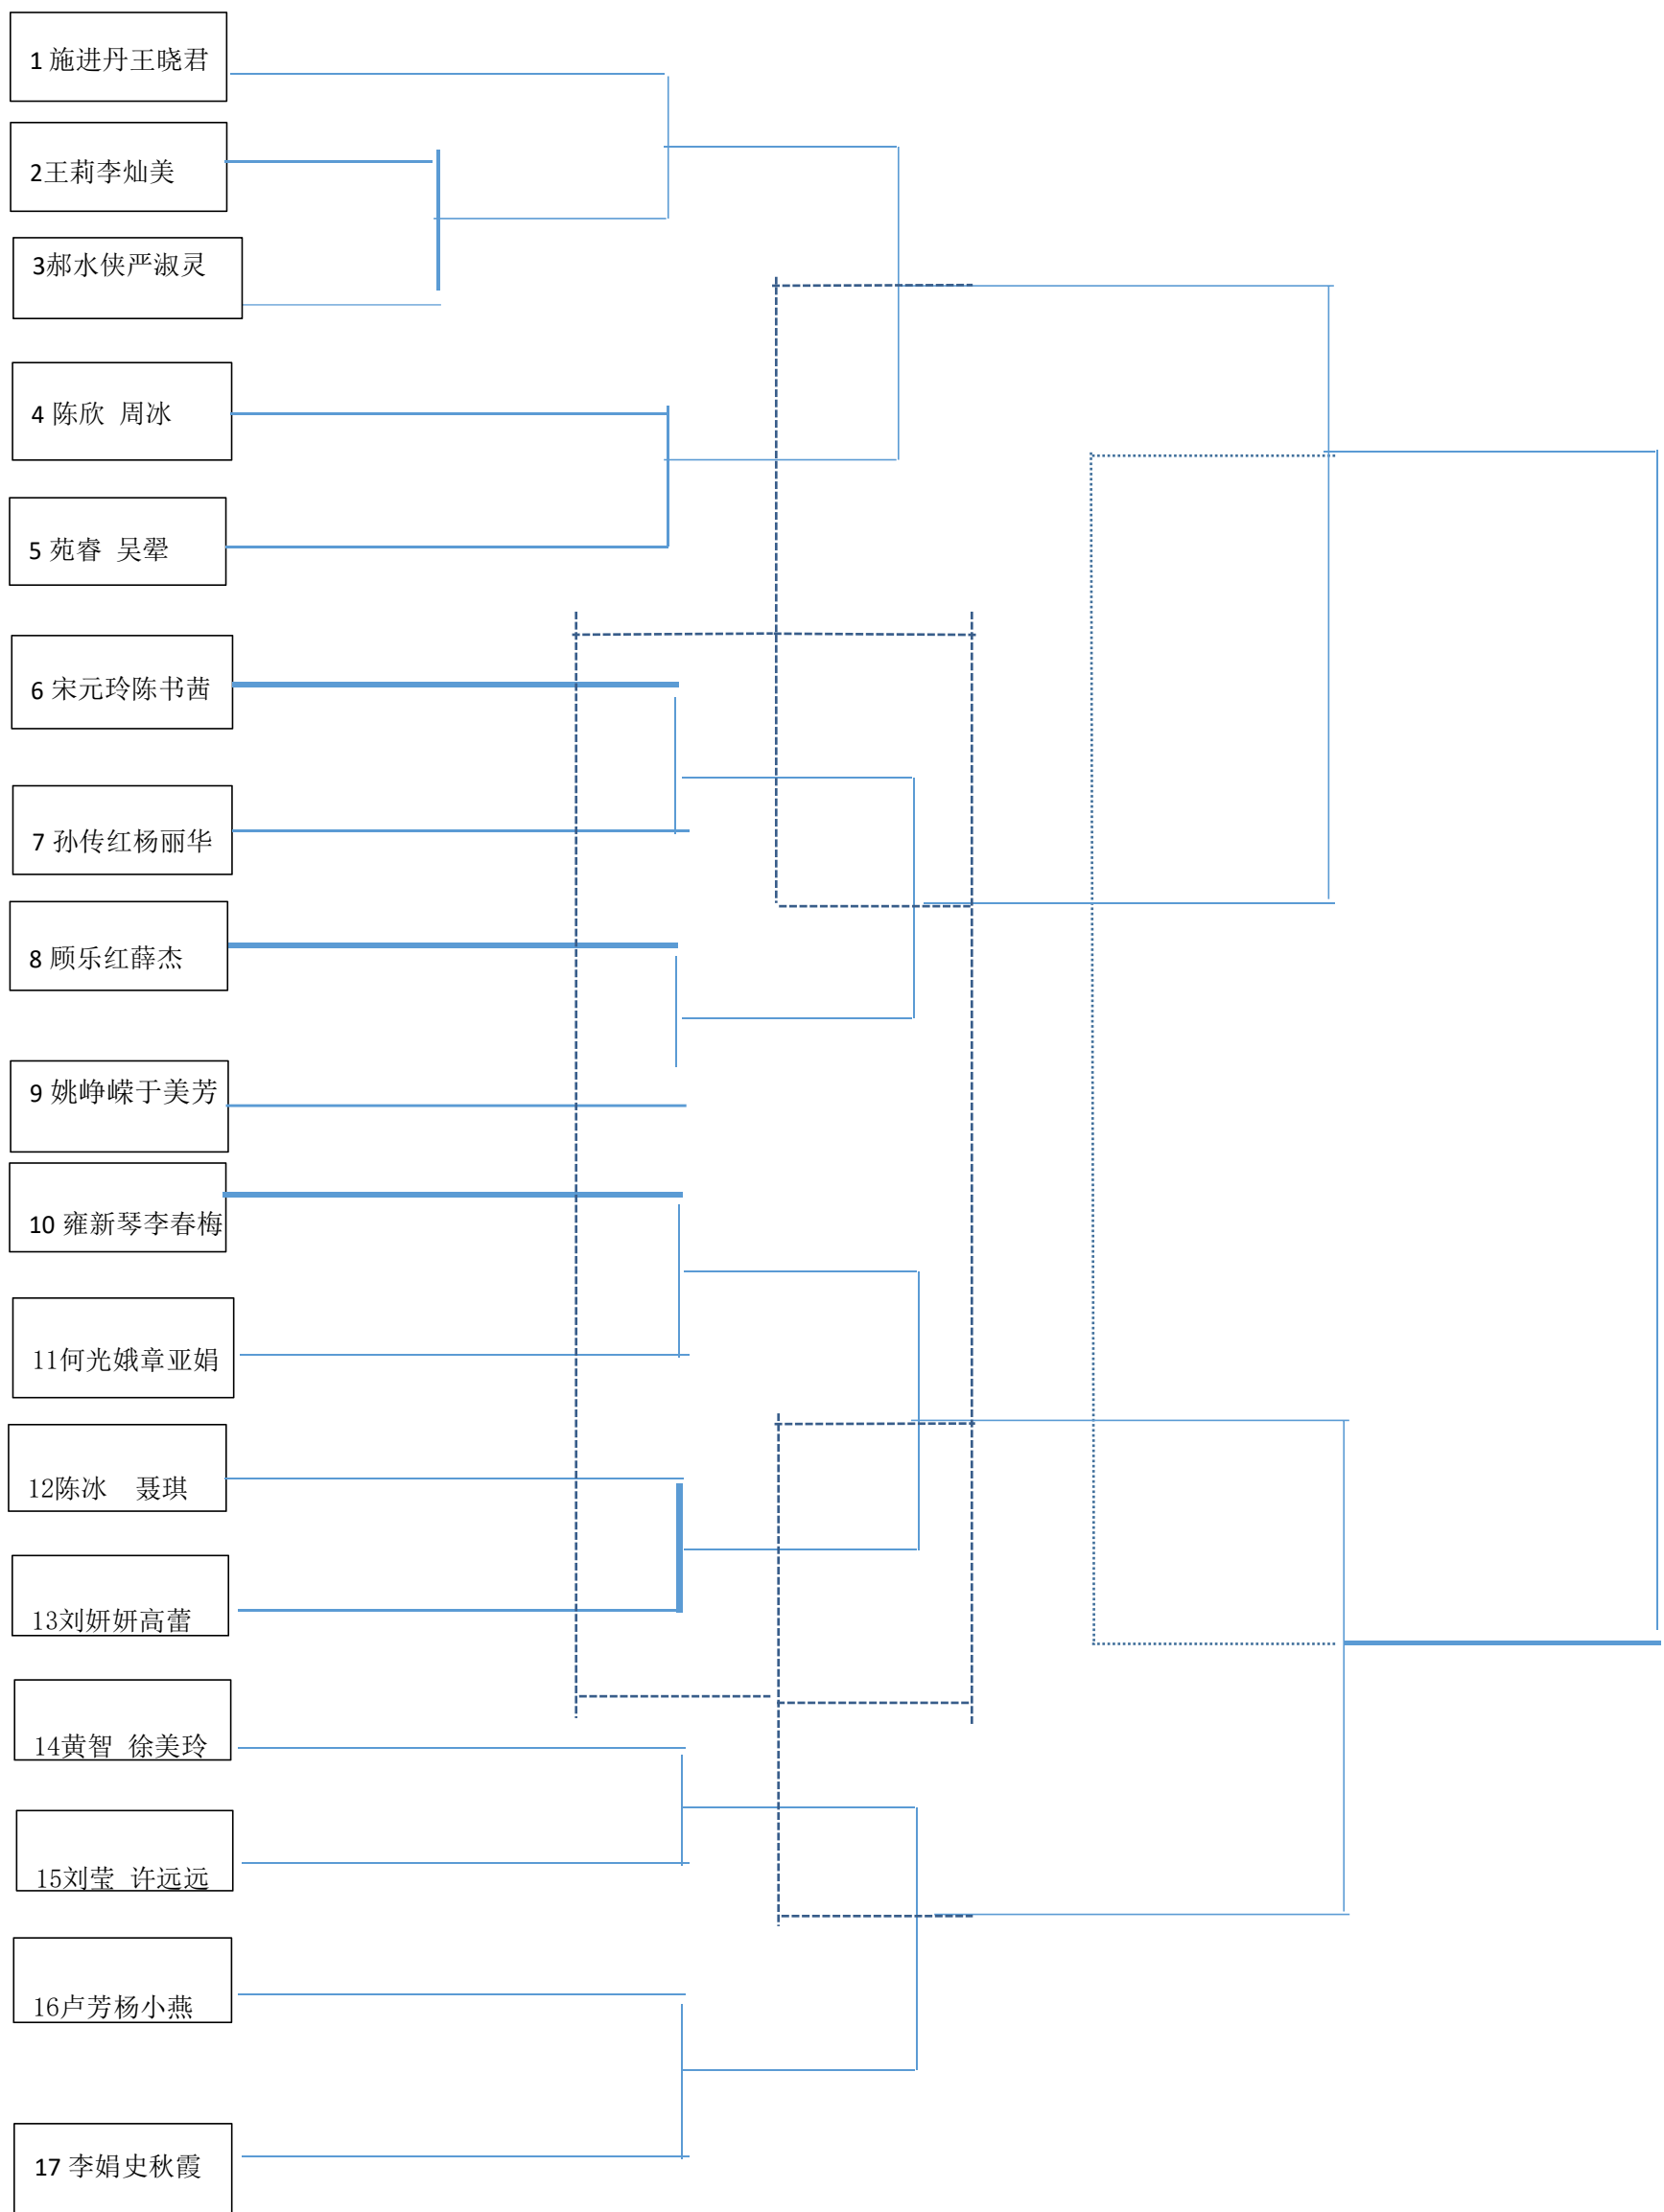 1 施进丹王晓君
2王莉李灿美
3郝水侠严淑灵
4 陈欣 周冰
5 苑睿 吴翚
6 宋元玲陈书茜
7 孙传红杨丽华
8 顾乐红薛杰
9 姚峥嵘于美芳
10 雍新琴李春梅
11何光娥章亚娟
12陈冰 聂琪
13刘妍妍高蕾
14黄智 徐美玲
15刘莹 许远远
16卢芳杨小燕
17 李娟史秋霞